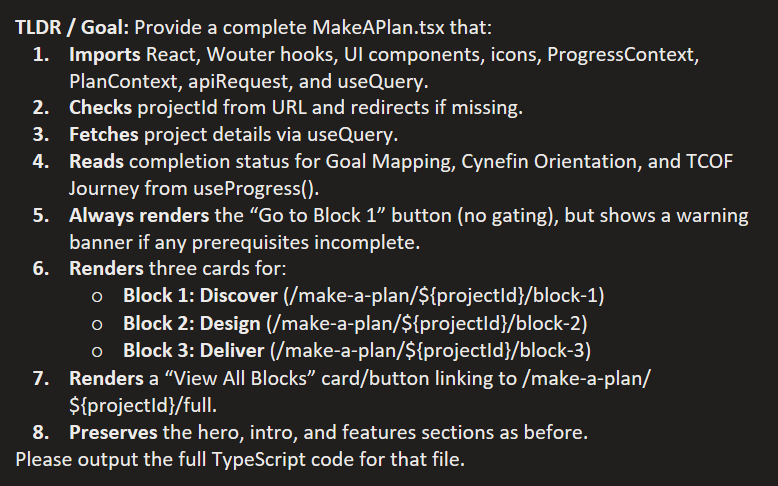 TLDR / Goal: Provide a complete MakeAPlan.tsx that:
1. Imports React, Wouter hooks, UI components, icons, ProgressContext,
PlanContext, apiRequest, and useQuery.
2. Checks projectId from URL and redirects if missing.
3. Fetches project details via useQuery.
4. Reads completion status for Goal Mapping, Cynefin Orientation, and TCOF
Journey from useProgress().
5. Always renders the “Go to Block 1” button (no gating), but shows a warning
banner if any prerequisites incomplete.
6. Renders three cards for:
o Block 1: Discover (/make-a-plan/${projectId}/block-1)
o Block 2: Design (/make-a-plan/${projectId}/block-2)
o Block 3: Deliver (/make-a-plan/${projectId}/block-3)
7. Renders a “View All Blocks” card/button linking to /make-a-plan/
${projectId}/full.
8. Preserves the hero, intro, and features sections as before.
Please output the full TypeScript code for that file.